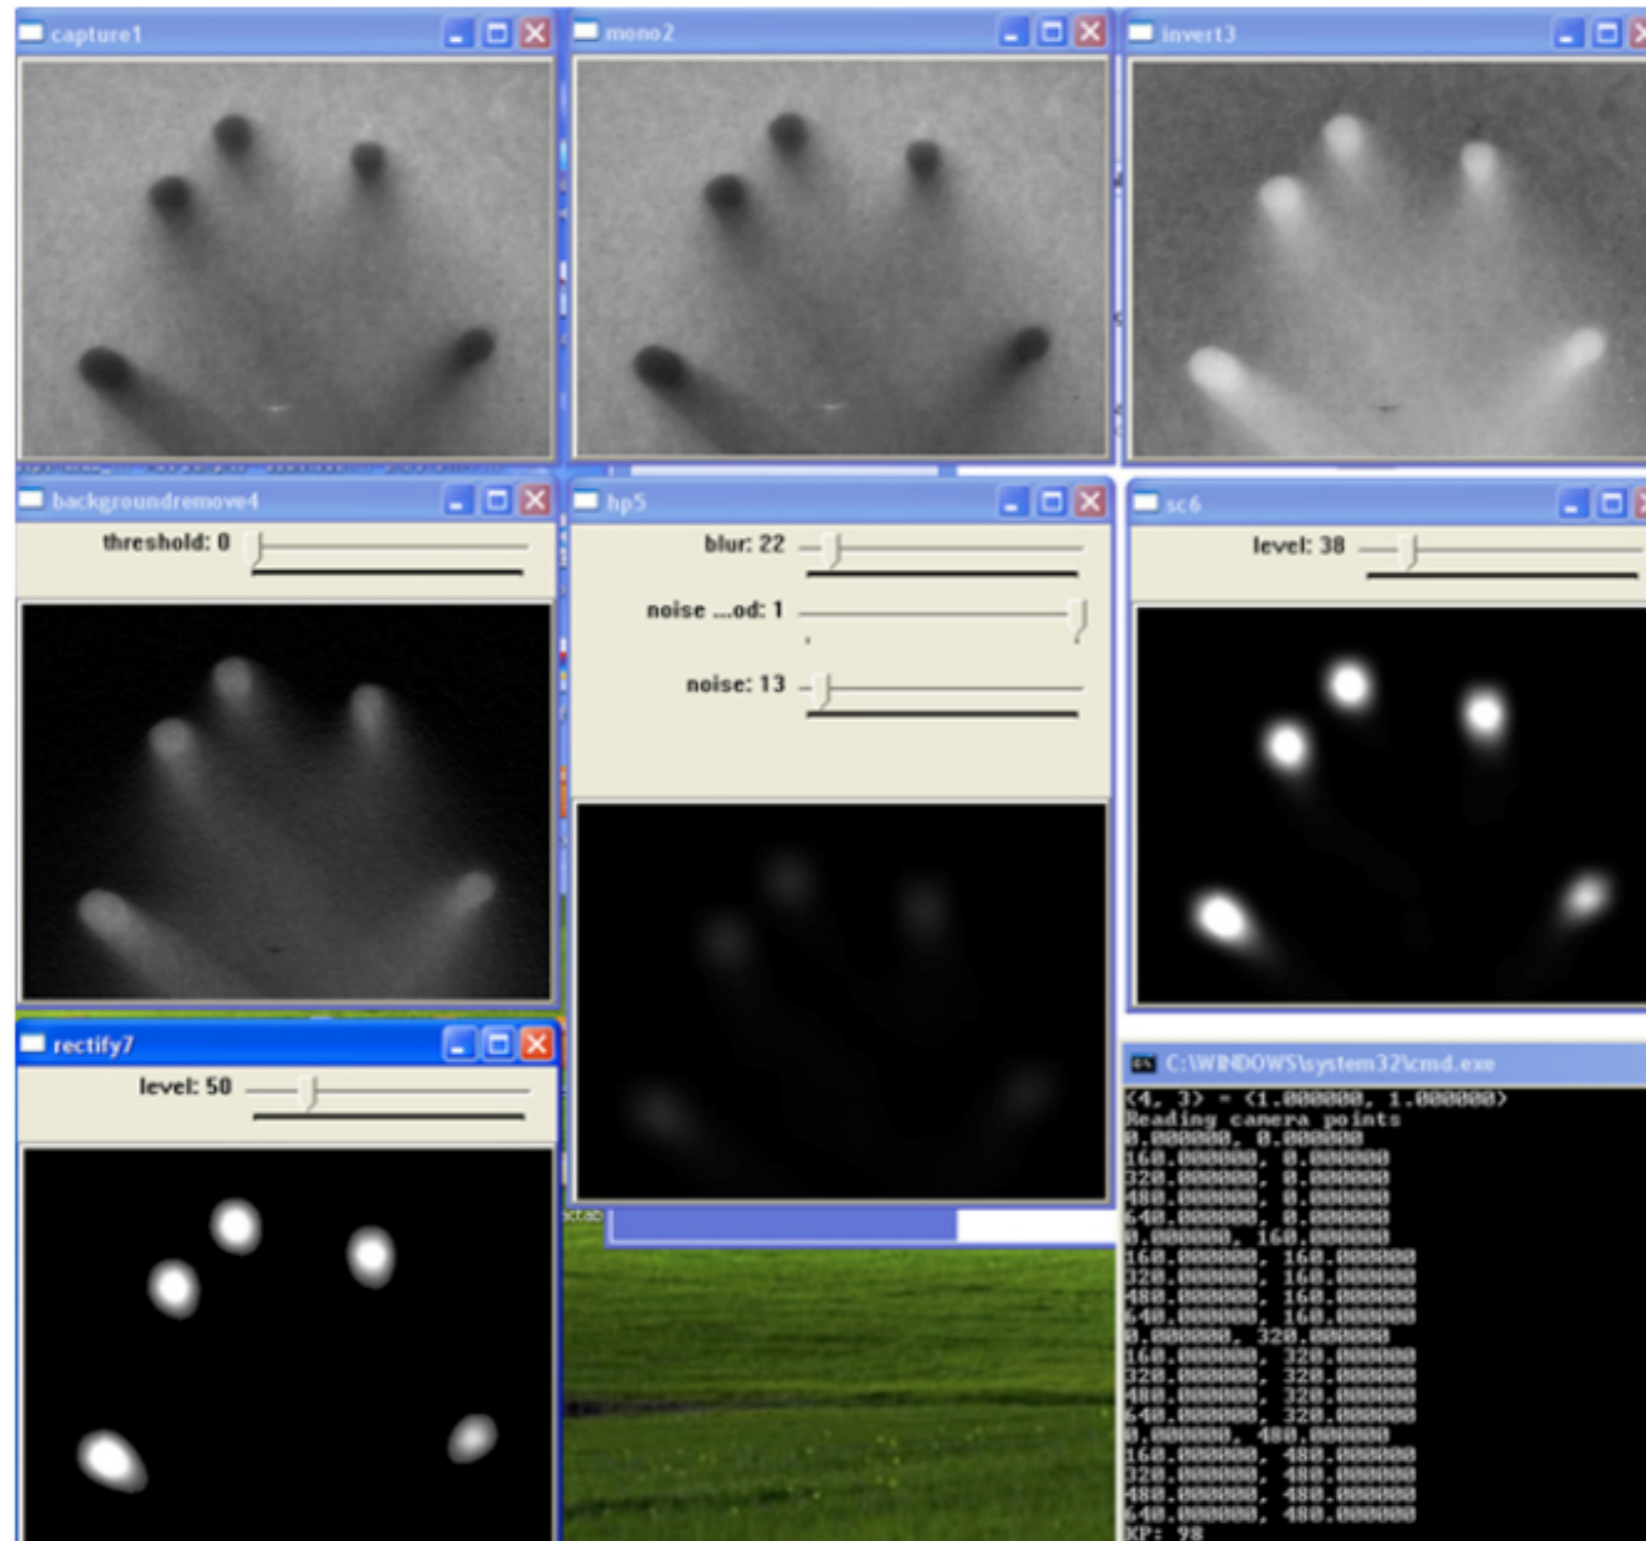 capture1
mono2
invert3
backgroundremove4
threshold: 0
hp5
blur: 22
noise ...od: 1
noise: 13
sc6
level: 38
rectify7
level: 50
C:\WINDOWS\system32\cmd.exe
(4, 3) = (1.000000, 1.000000)
Reading camera points
0.000000, 0.000000
160.000000, 0.000000
320.000000, 0.000000
480.000000, 0.000000
640.000000, 0.000000
0.000000, 160.000000
160.000000, 160.000000
320.000000, 160.000000
480.000000, 160.000000
640.000000, 160.000000
0.000000, 320.000000
160.000000, 320.000000
320.000000, 320.000000
480.000000, 320.000000
640.000000, 320.000000
0.000000, 480.000000
160.000000, 480.000000
320.000000, 480.000000
480.000000, 480.000000
640.000000, 480.000000
KP: 98